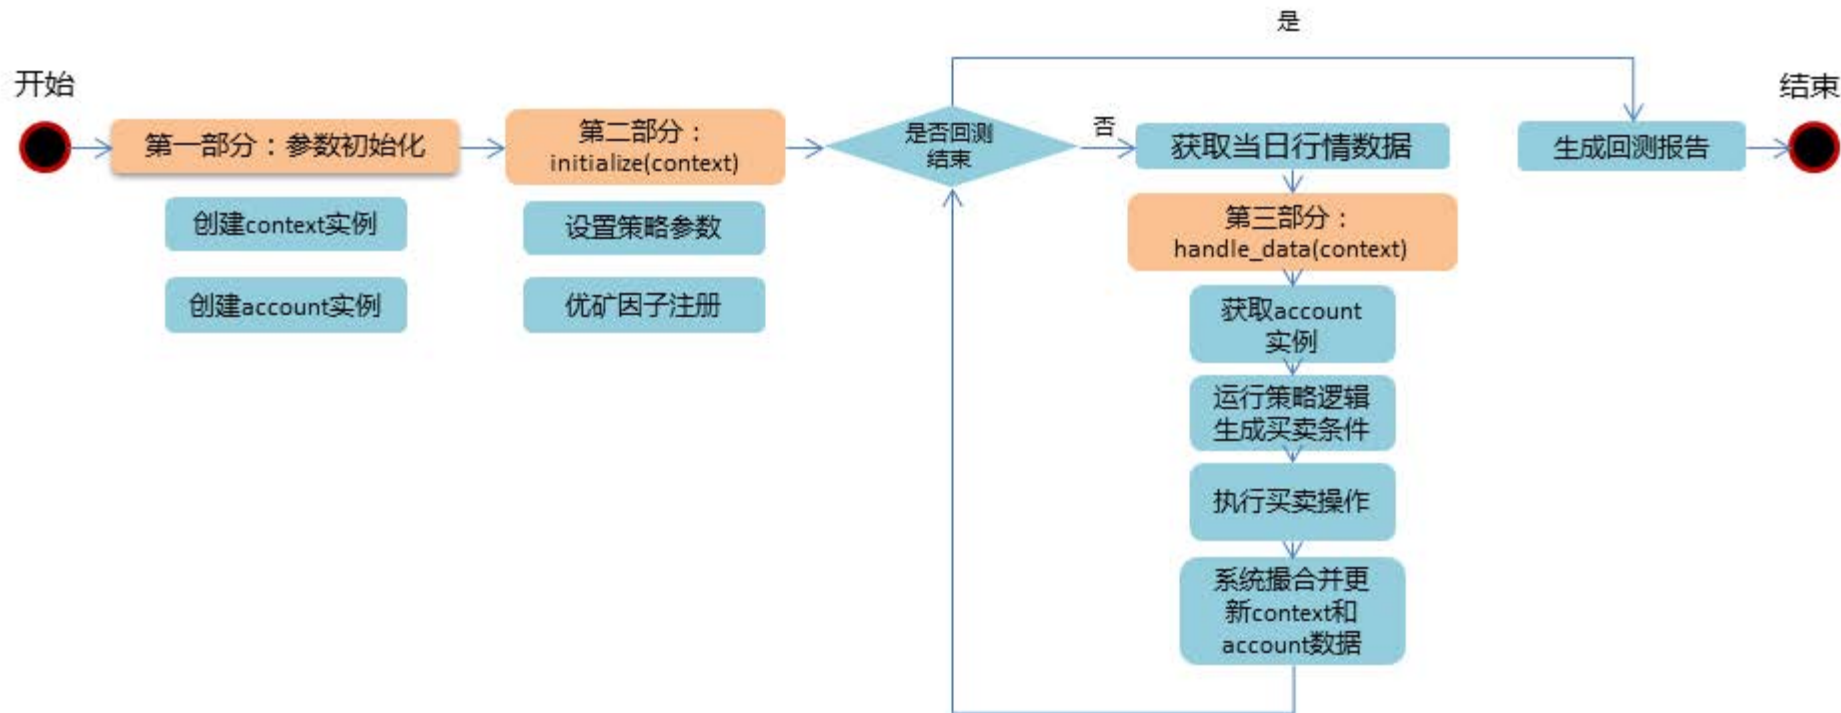 开始
第一部分：参数初始化
创建context实例
创建account实例
第二部分：
initialize(context)
设置策略参数
优矿因子注册
是否回测
结束
否
获取当日行情数据
第三部分：
handle_data(context)
获取account
实例
运行策略逻辑
生成买卖条件
执行买卖操作
系统撮合并更
新context和
account数据
是
生成回测报告
结束